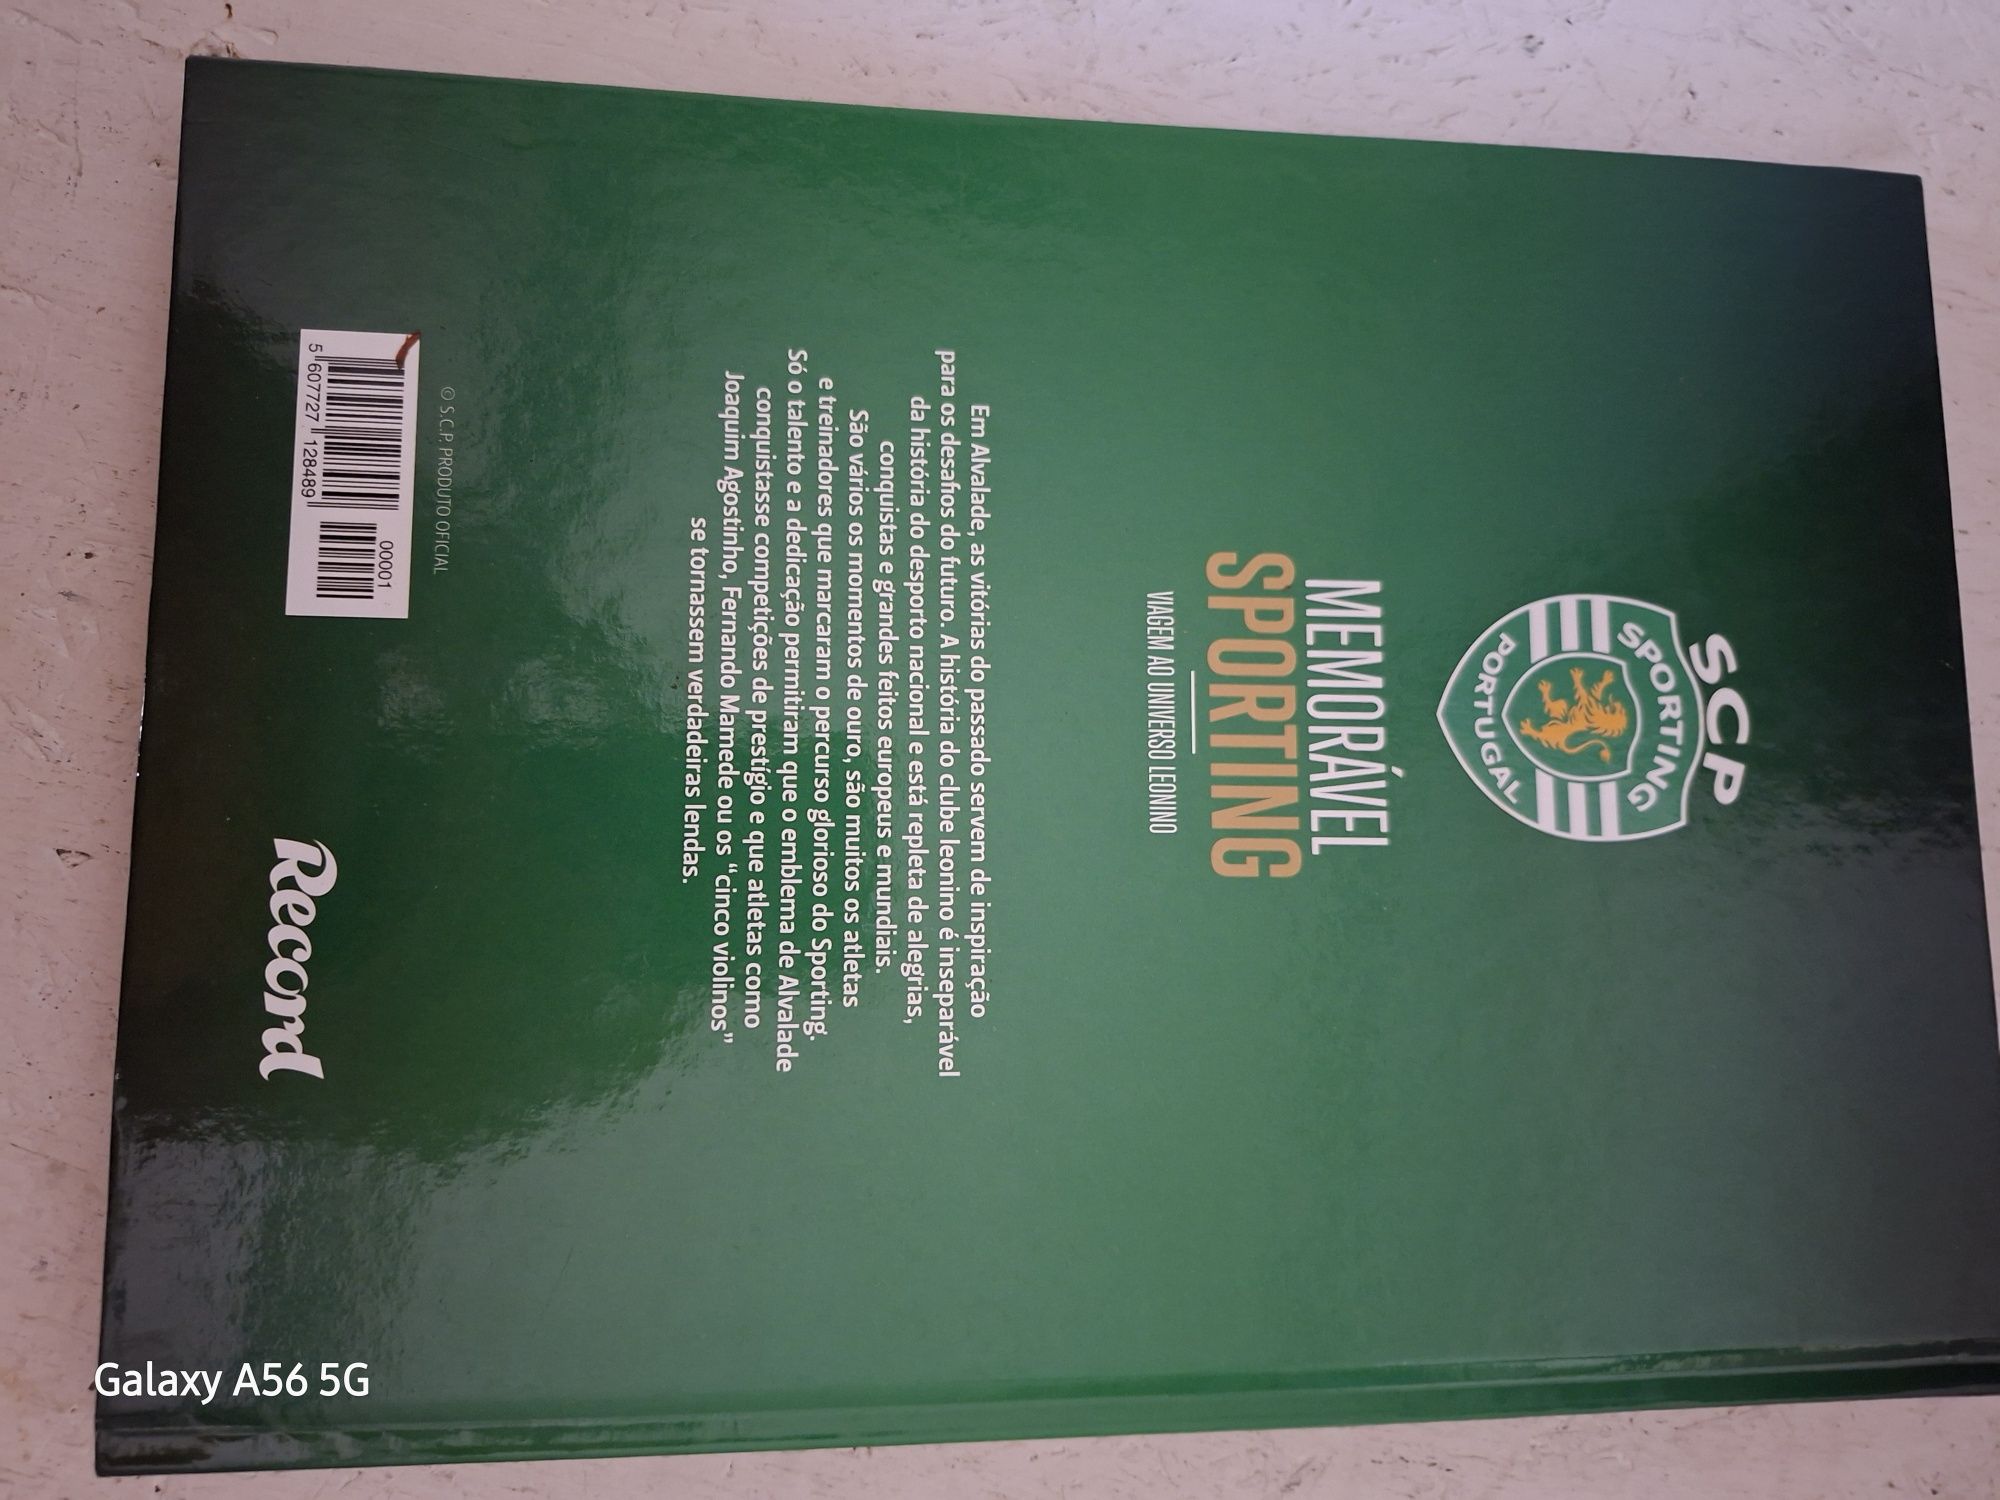 SCP
SPORTING
PORTUGAL
MEMORÁVEL
SPORTING
VIAGEM AO UNIVERSO LEONINO
Em Alvalade, as vitórias do passado servem de inspiração
para os desafios do futuro. A história do clube leonino é inseparável
da história do desporto nacional e está repleta de alegrias,
conquistas e grandes feitos europeus e mundiais.
São vários os momentos de ouro, são muitos os atletas
e treinadores que marcaram o percurso glorioso do Sporting.
Só o talento e a dedicação permitiram que o emblema de Alvalade
conquistasse competições de prestígio e que atletas como
Joaquim Agostinho, Fernando Mamede ou os “cinco violinos”
se tornassem verdadeiras lendas.
© S.C.P. PRODUTO OFICIAL
00001
5 607727 128489
Record
Galaxy A56 5G